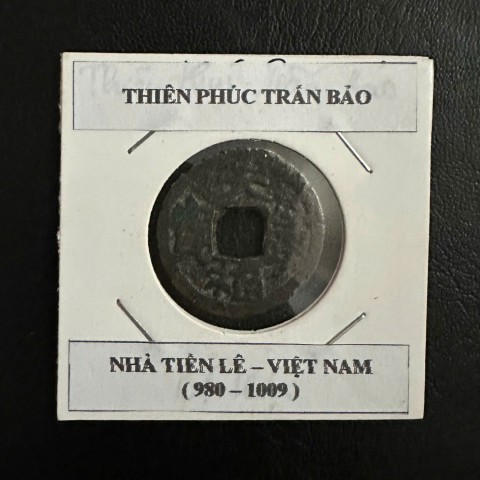 THIÊN PHÚC TRẤN BẢO
NHÀ TIỀN LÊ – VIỆT NAM
( 980 – 1009 )